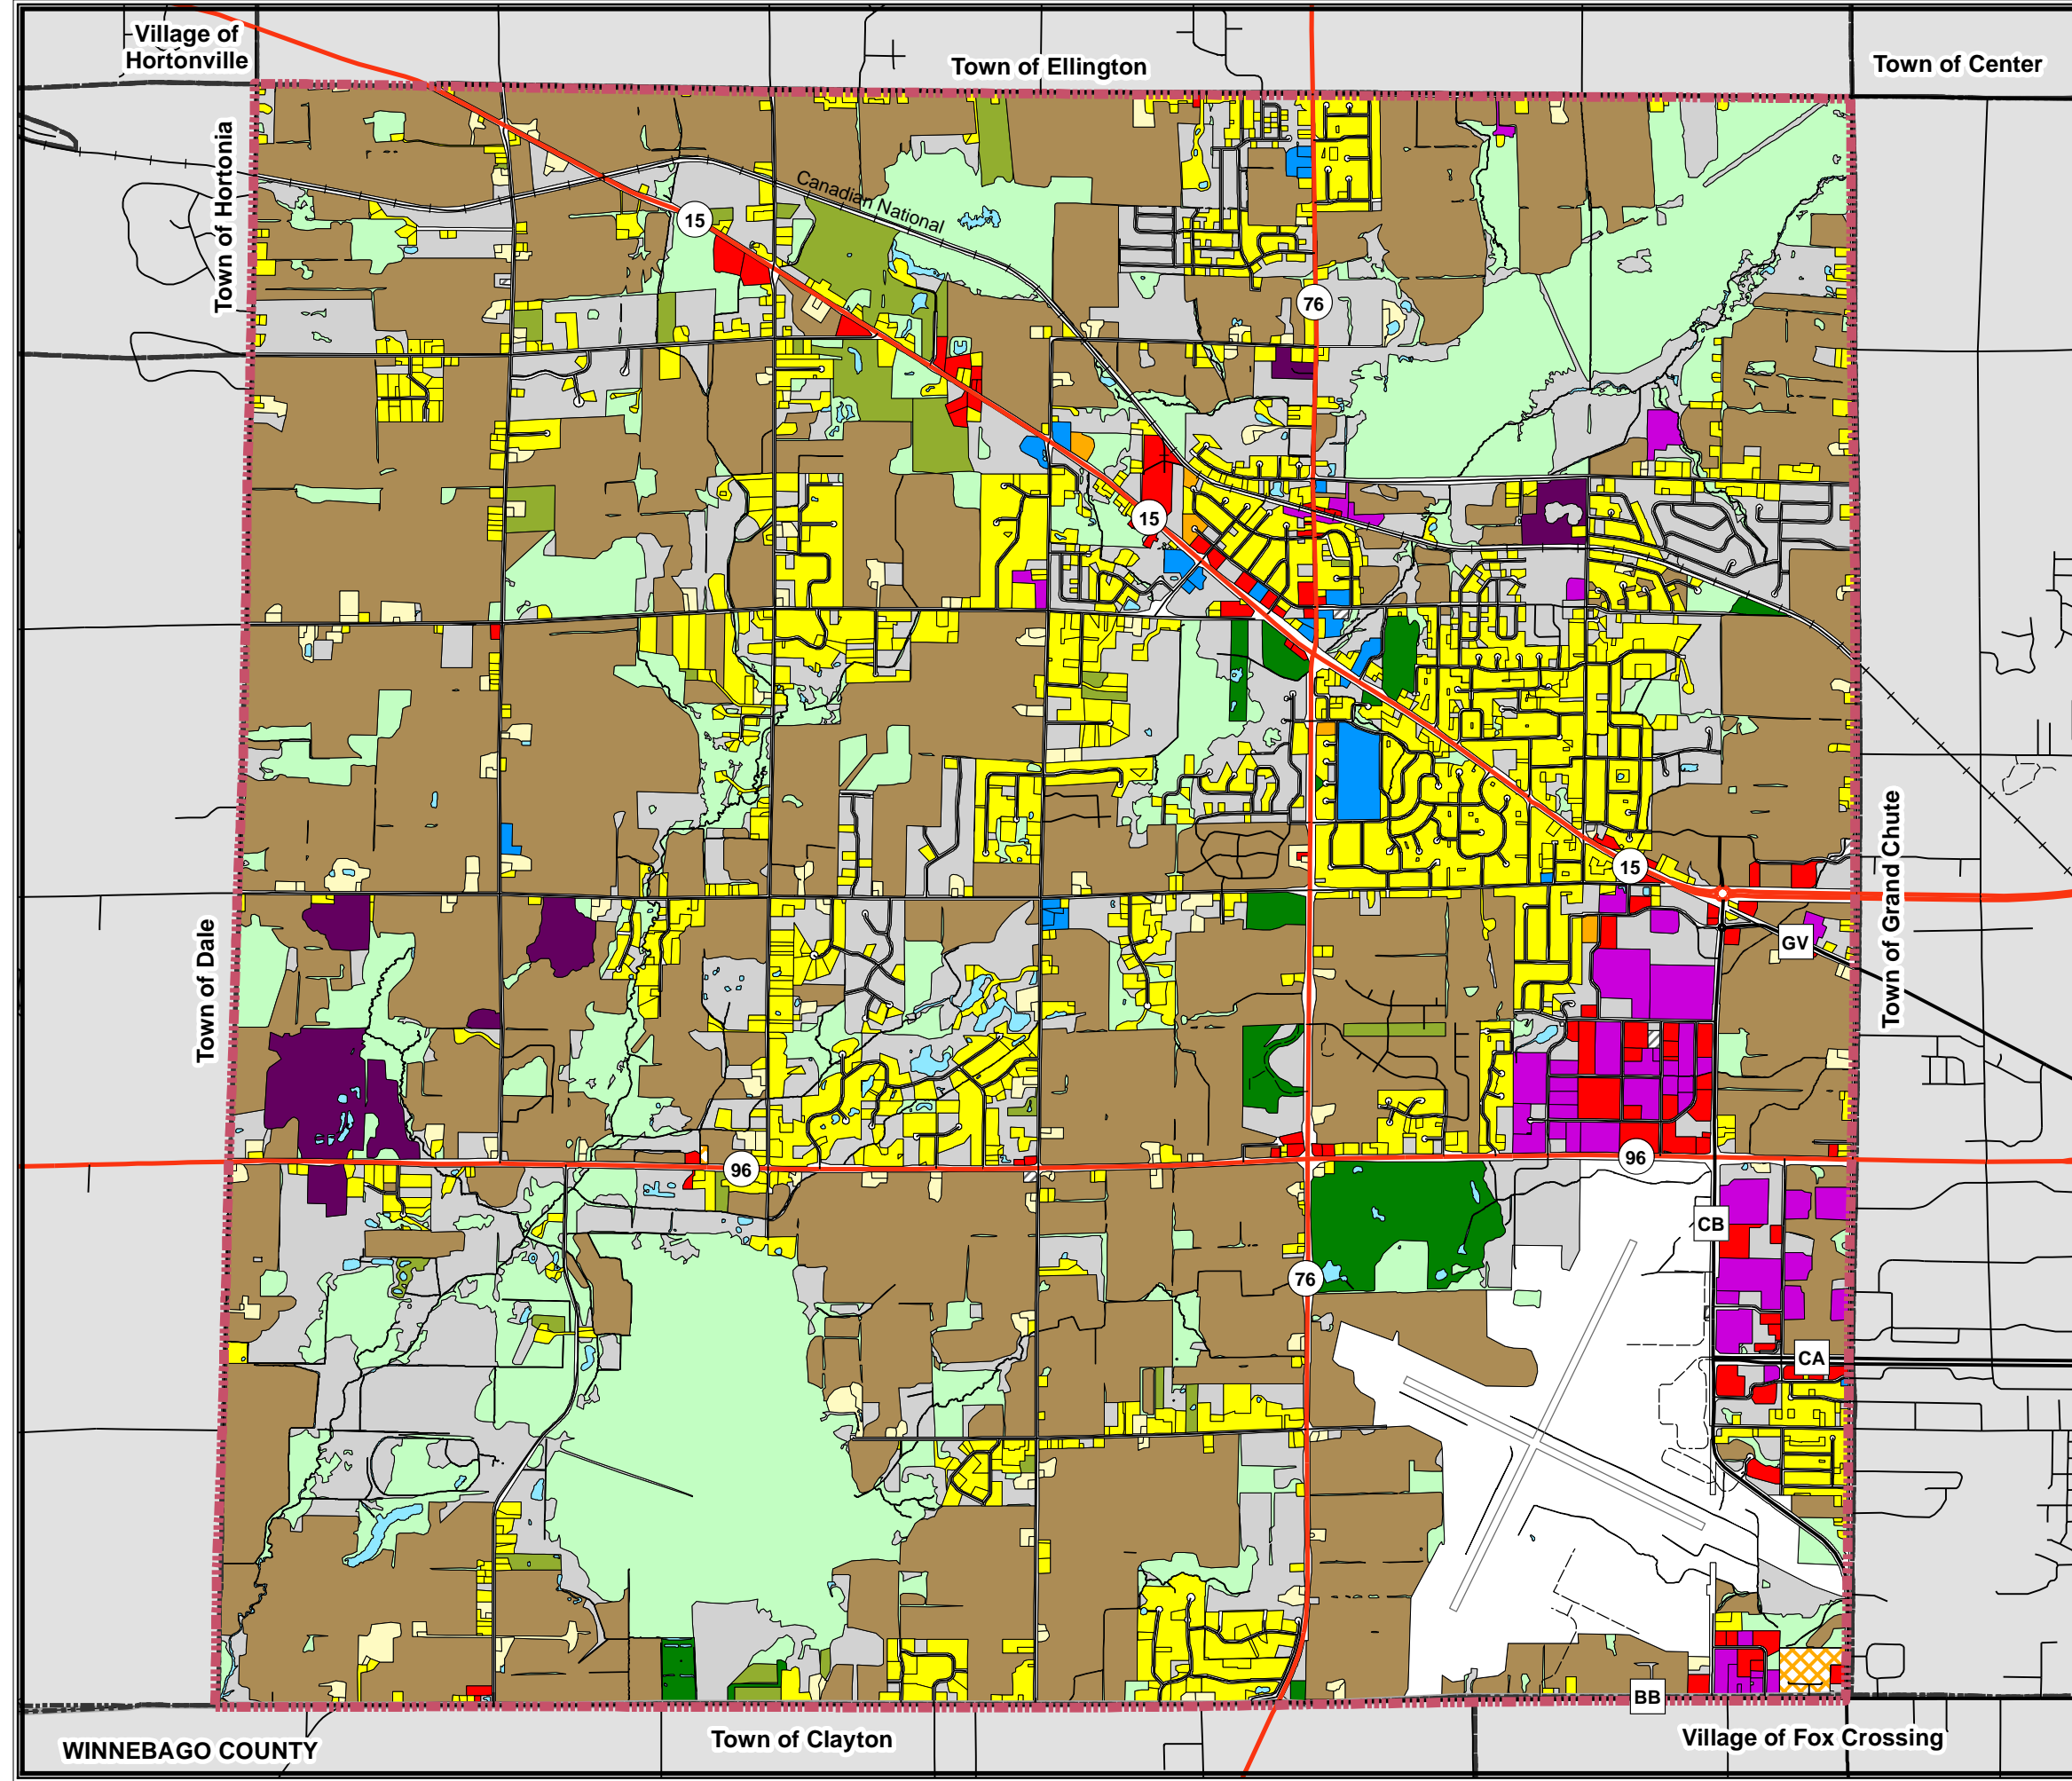 Village of
Hortonville
Town of Ellington
Town of Center
Town of Hortonia
Canadian National
15
76
15
Town of Dale
15
Town of Grand Chute
GV
96
96
CB
76
CA
BB
WINNEBAGO COUNTY
Town of Clayton
Village of Fox Crossing